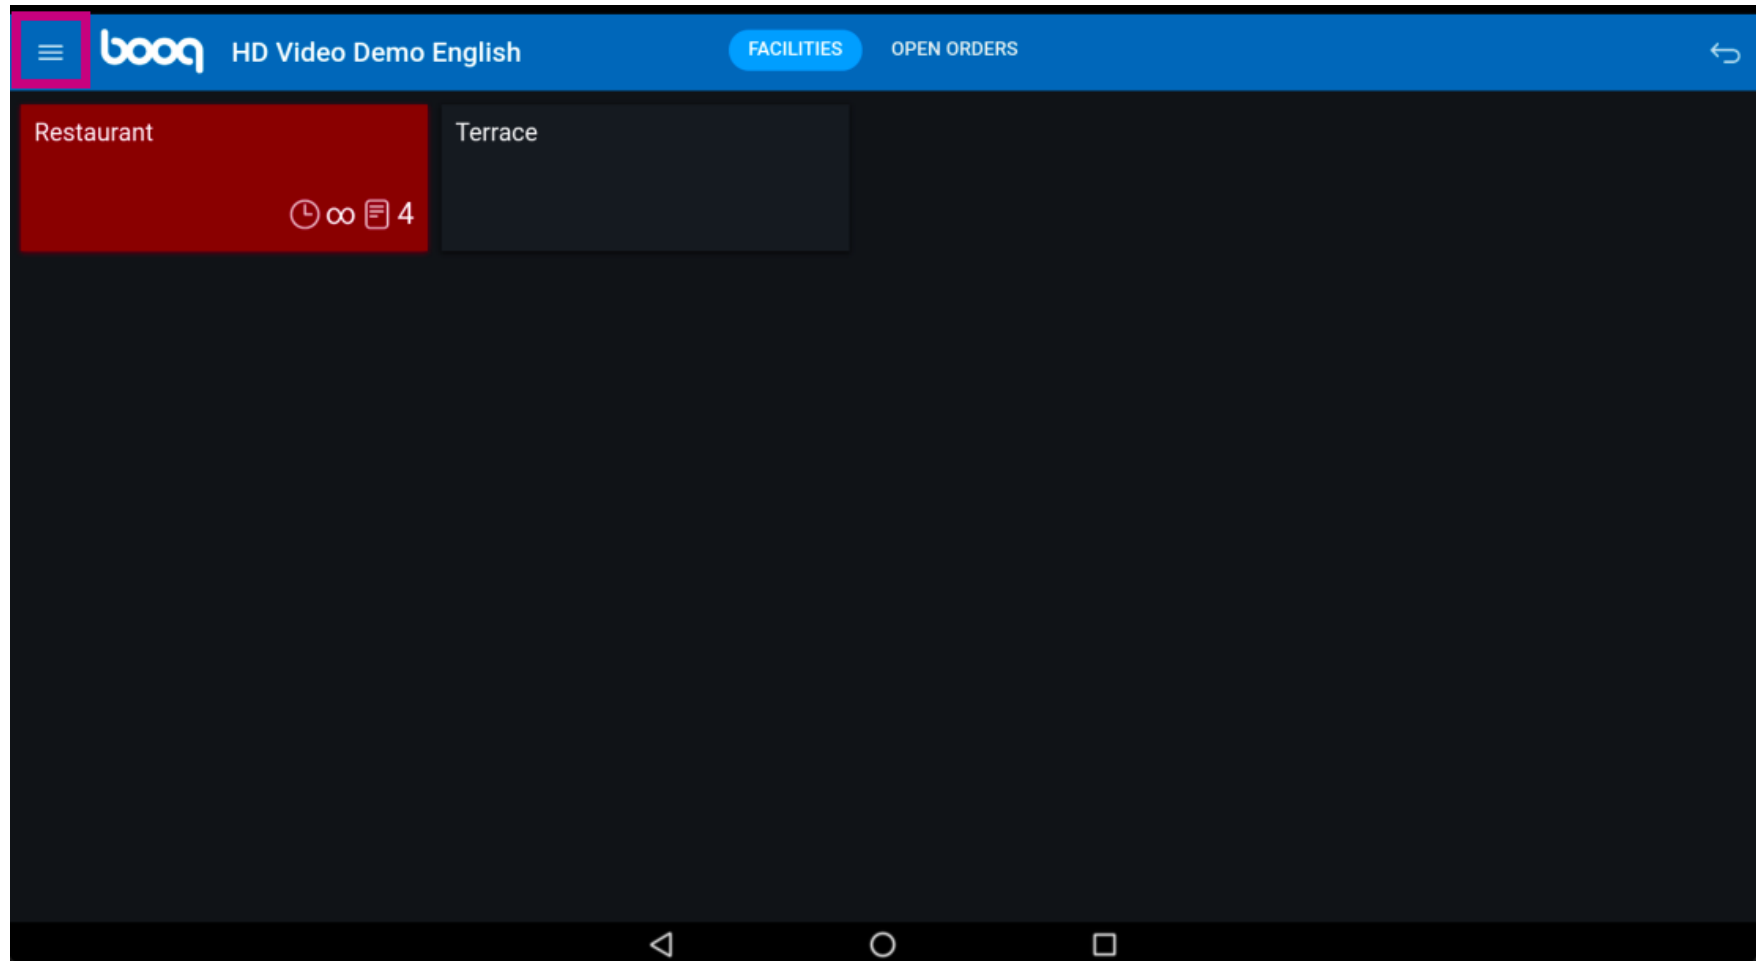 booq HD Video Demo English FACILITIES OPEN ORDERS
Restaurant Terrace
∞ 4